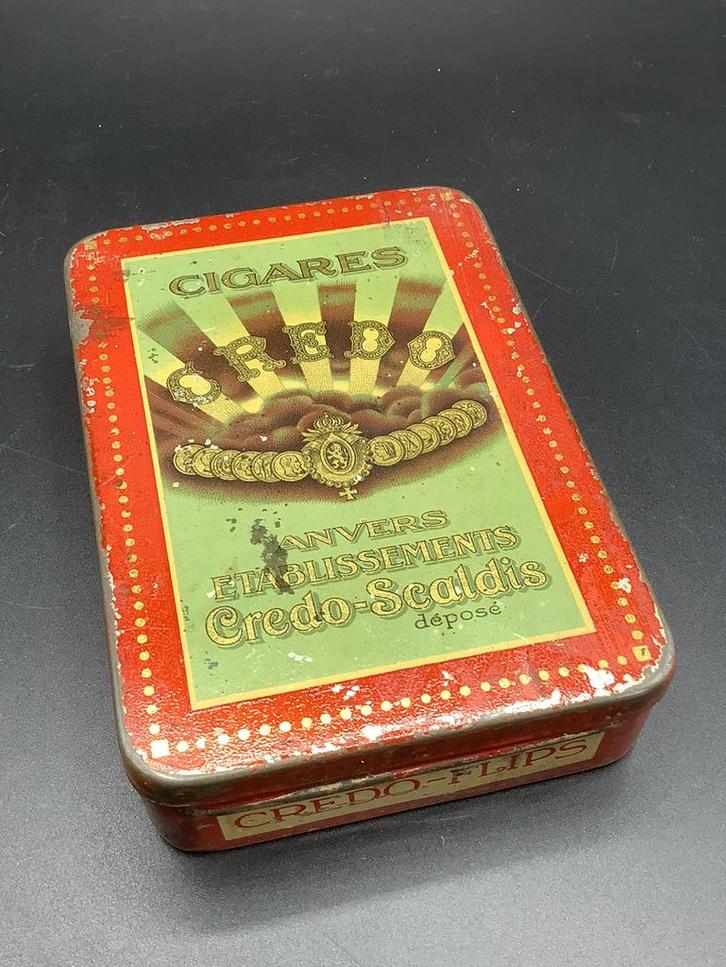 CIGARES
CREDO
ANVERS
ETABLISSEMENTS
Credo-Scaldis
déposé
CREDO-FLIPS